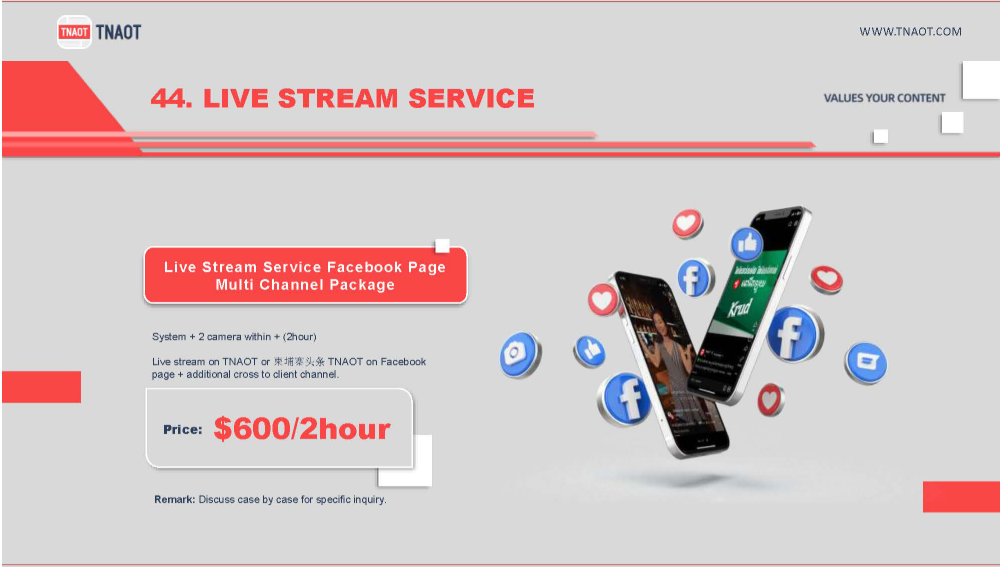 TNAOT TNAOT
WWW.TNAOT.COM
44. LIVE STREAM SERVICE
VALUES YOUR CONTENT
Live Stream Service Facebook Page
Multi Channel Package
System + 2 camera within + (2hour)
Live stream on TNAOT or 柬埔寨头条 TNAOT on Facebook
page + additional cross to client channel.
Price: $600/2hour
Remark: Discuss case by case for specific inquiry.
Krud